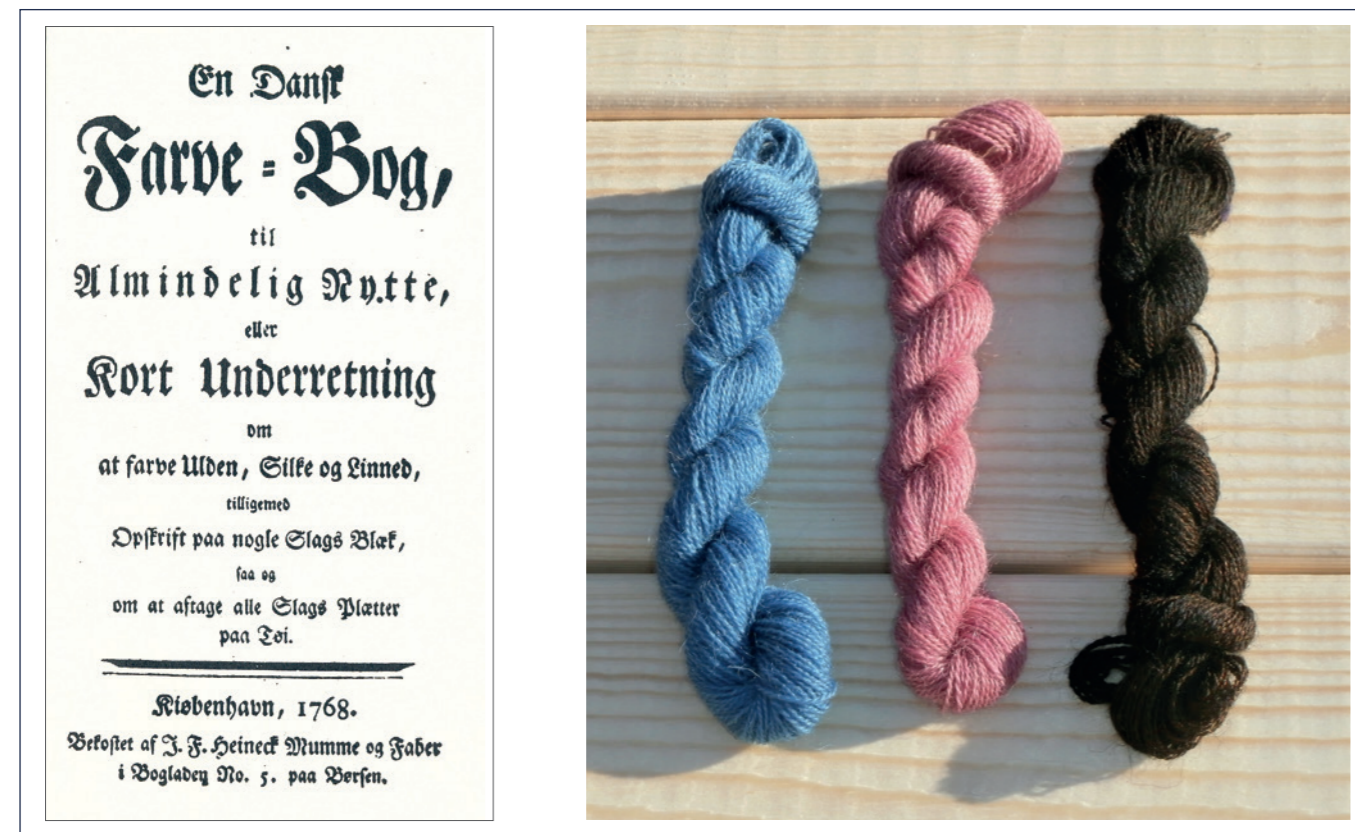 En Dansk
Farve=Bog,
til
Almindelig Nytte,
eller
Kort Underretning
om
at farve Ulden, Silke og Linned,
tilligemed
Opskrift paa nogle Slags Blæk,
saa og
om at aftage alle Slags Plætter
paa Tøi.
Kiøbenhavn, 1768.
Bekostet af J. F. Heineck Mumme og Faber
i Bogladen No. 5. paa Børsen.